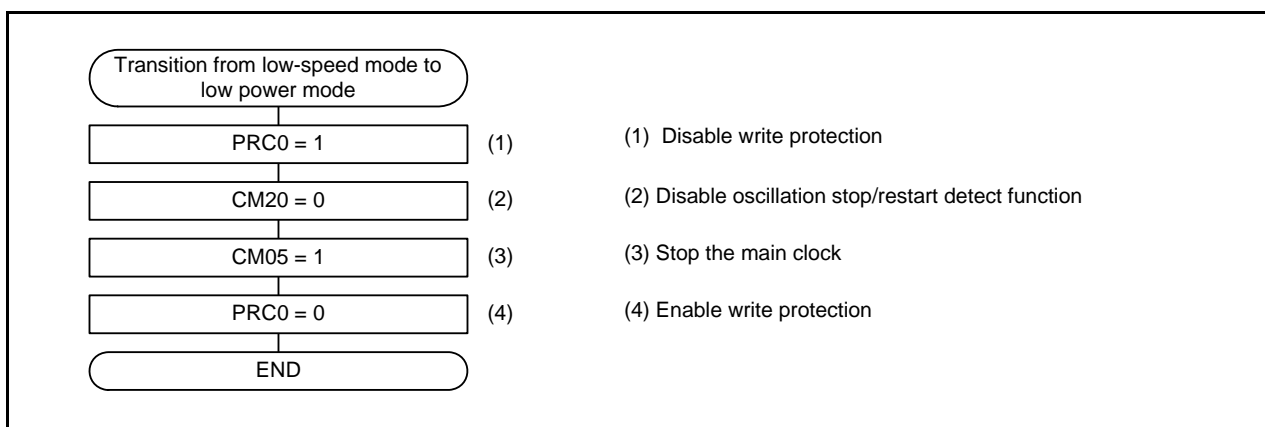 Transition from low-speed mode to
low power mode
PRC0 = 1 (1) (1) Disable write protection
CM20 = 0 (2) (2) Disable oscillation stop/restart detect function
CM05 = 1 (3) (3) Stop the main clock
PRC0 = 0 (4) (4) Enable write protection
END